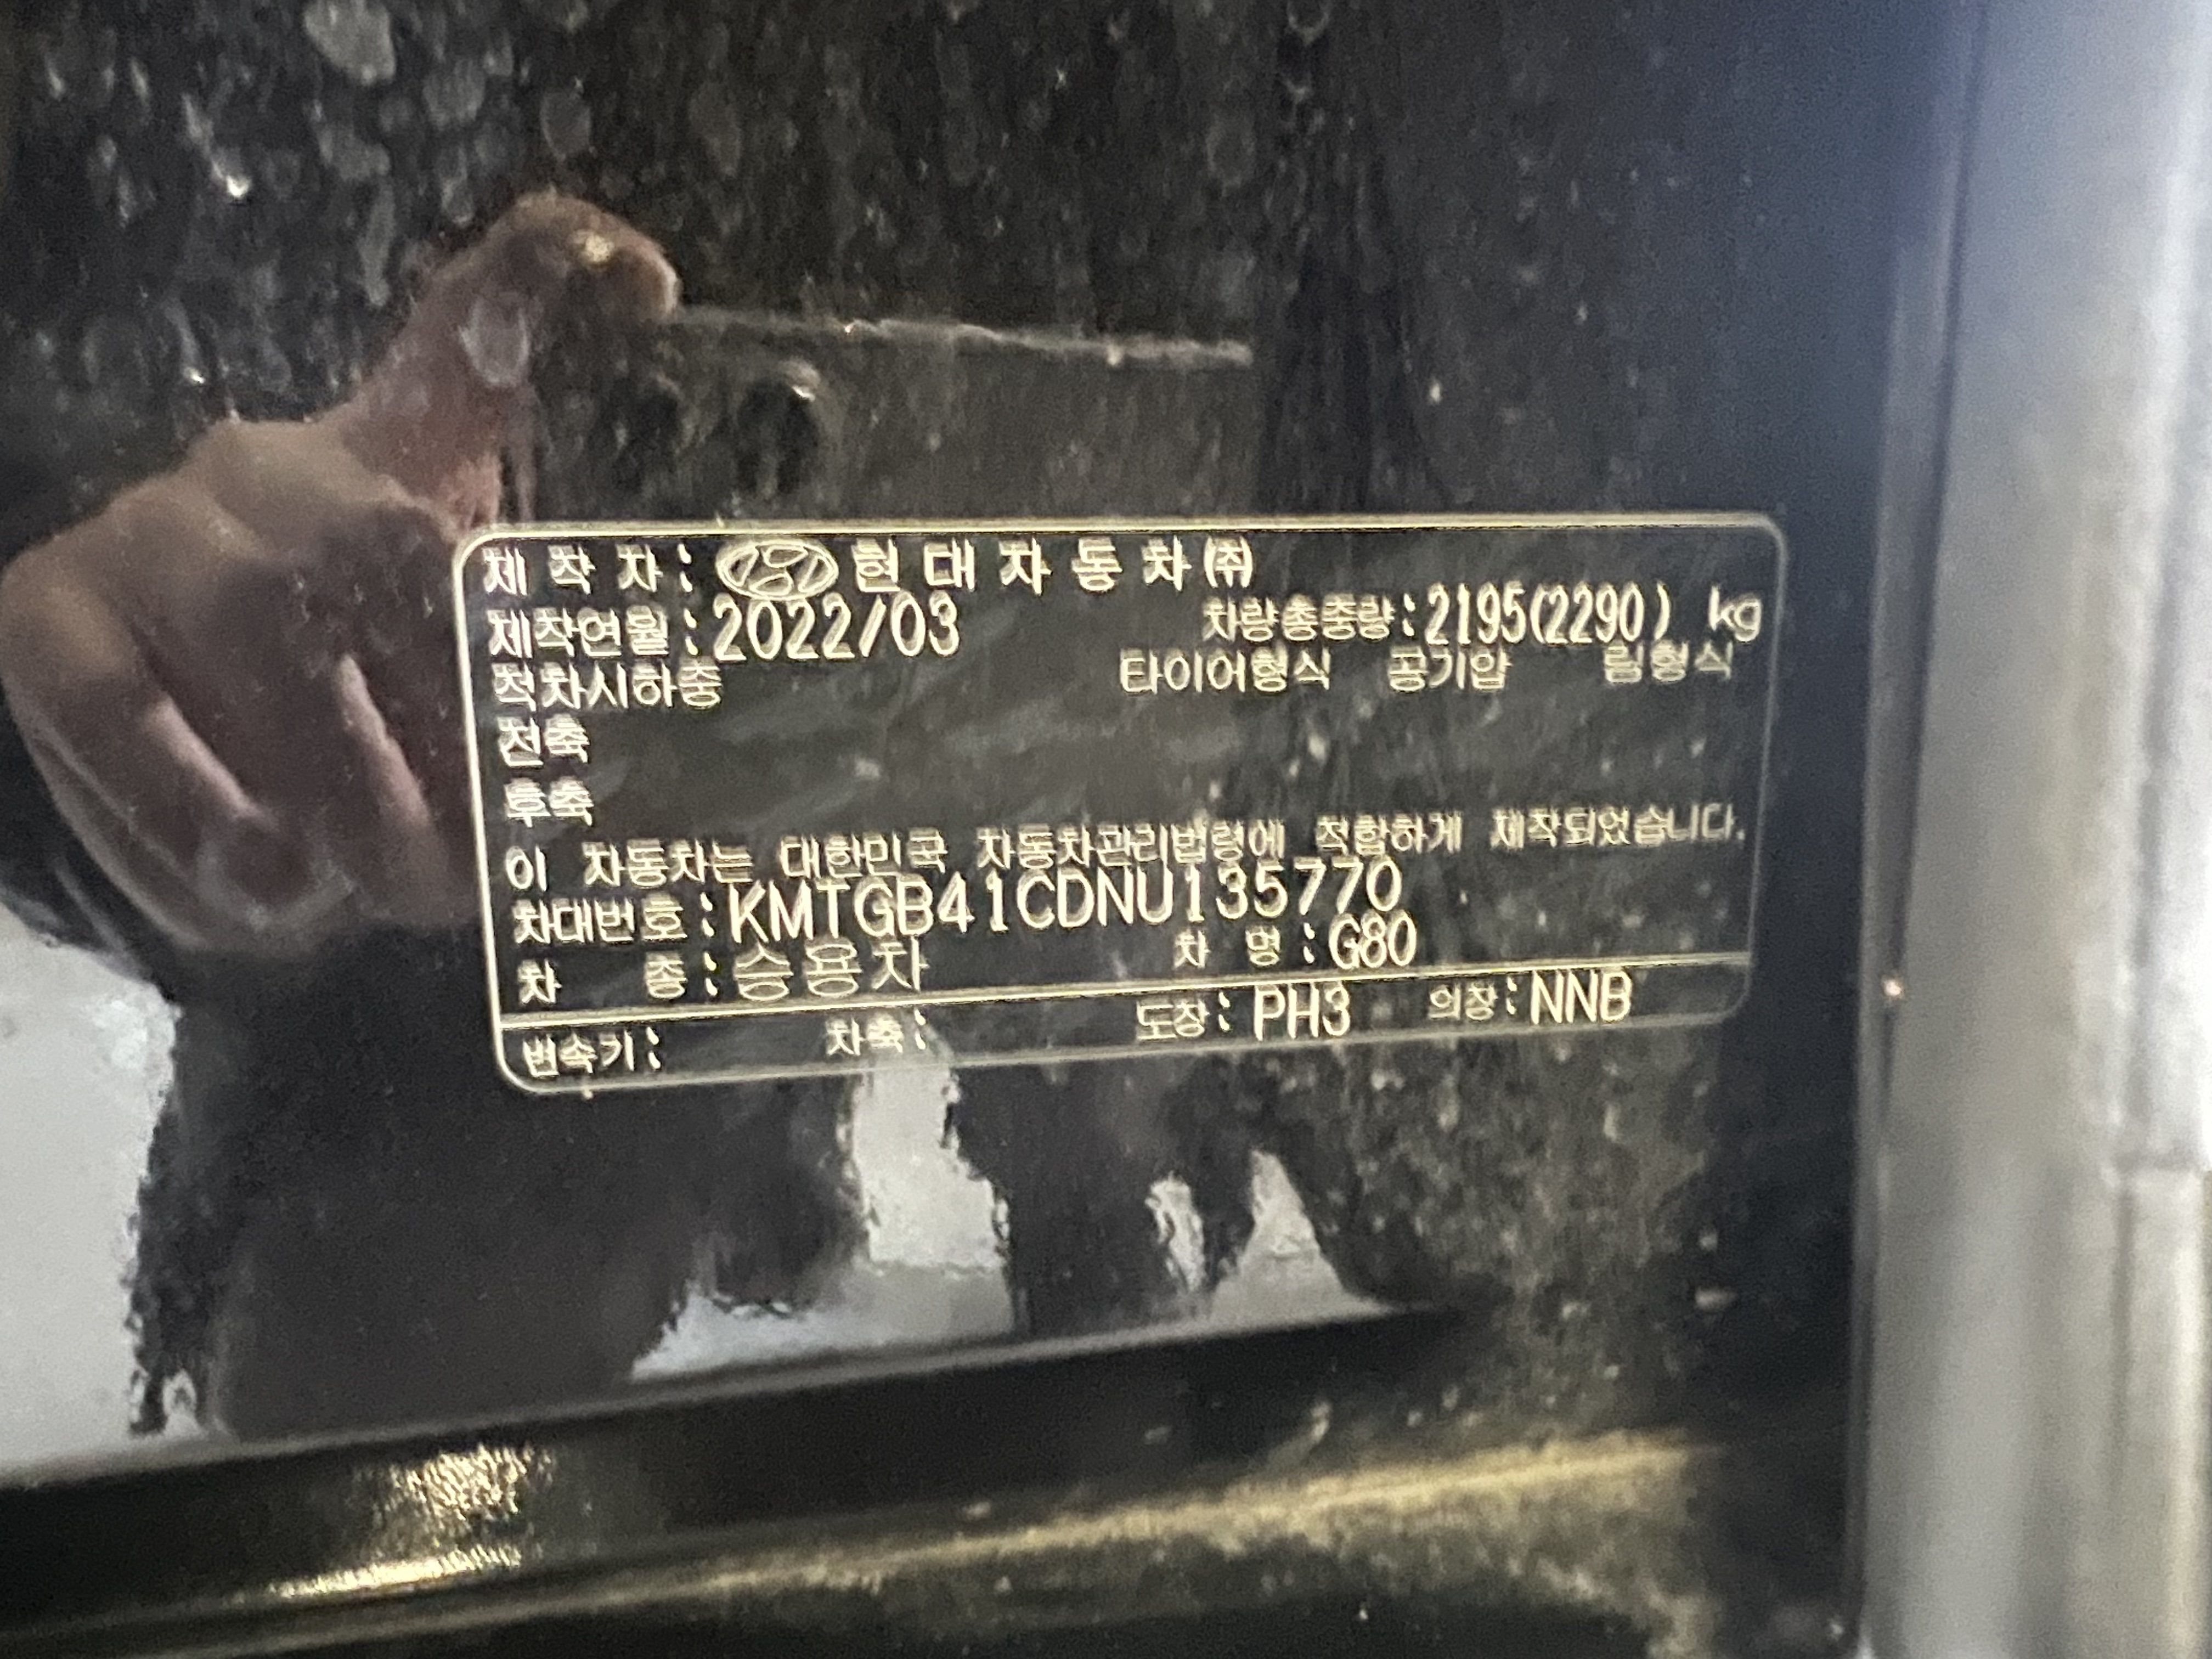 제 작 자 : 현 대 자 동 차 ㈜
제작연월 : 2022/03 차량총중량 : 2195(2290) kg
적차시하중 타이어형식 공기압 림형식
전축
후축
이 자동차는 대한민국 자동차관리법령에 적합하게 제작되었습니다.
차대번호 : KMTGB41CDNU135770
차 종 : 승용차 차 명 : G80
변속기 : 차축 : 도장 : PH3 의장 : NNB